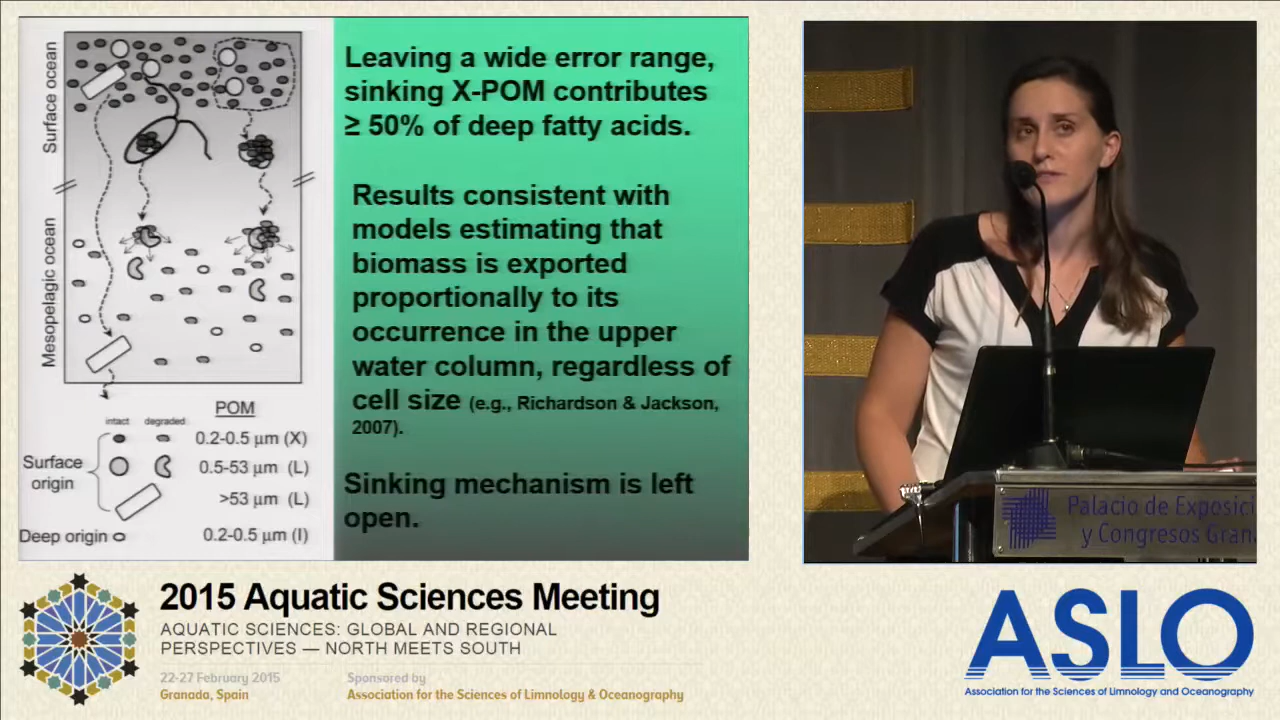 Surface ocean
Mesopelagic ocean
POM
intact degraded
0.2-0.5 µm (X)
Surface
origin
0.5-53 µm (L)
>53 µm (L)
Deep origin
0.2-0.5 µm (I)
Leaving a wide error range,
sinking X-POM contributes
≥ 50% of deep fatty acids.
Results consistent with
models estimating that
biomass is exported
proportionally to its
occurrence in the upper
water column, regardless of
cell size (e.g., Richardson & Jackson,
2007).
Sinking mechanism is left
open.
Palacio de Exposici
y Congresos Gran
2015 Aquatic Sciences Meeting
AQUATIC SCIENCES: GLOBAL AND REGIONAL
PERSPECTIVES — NORTH MEETS SOUTH
22-27 February 2015
Granada, Spain
Sponsored by
Association for the Sciences of Limnology & Oceanography
ASLO
Association for the Sciences of Limnology and Oceanography